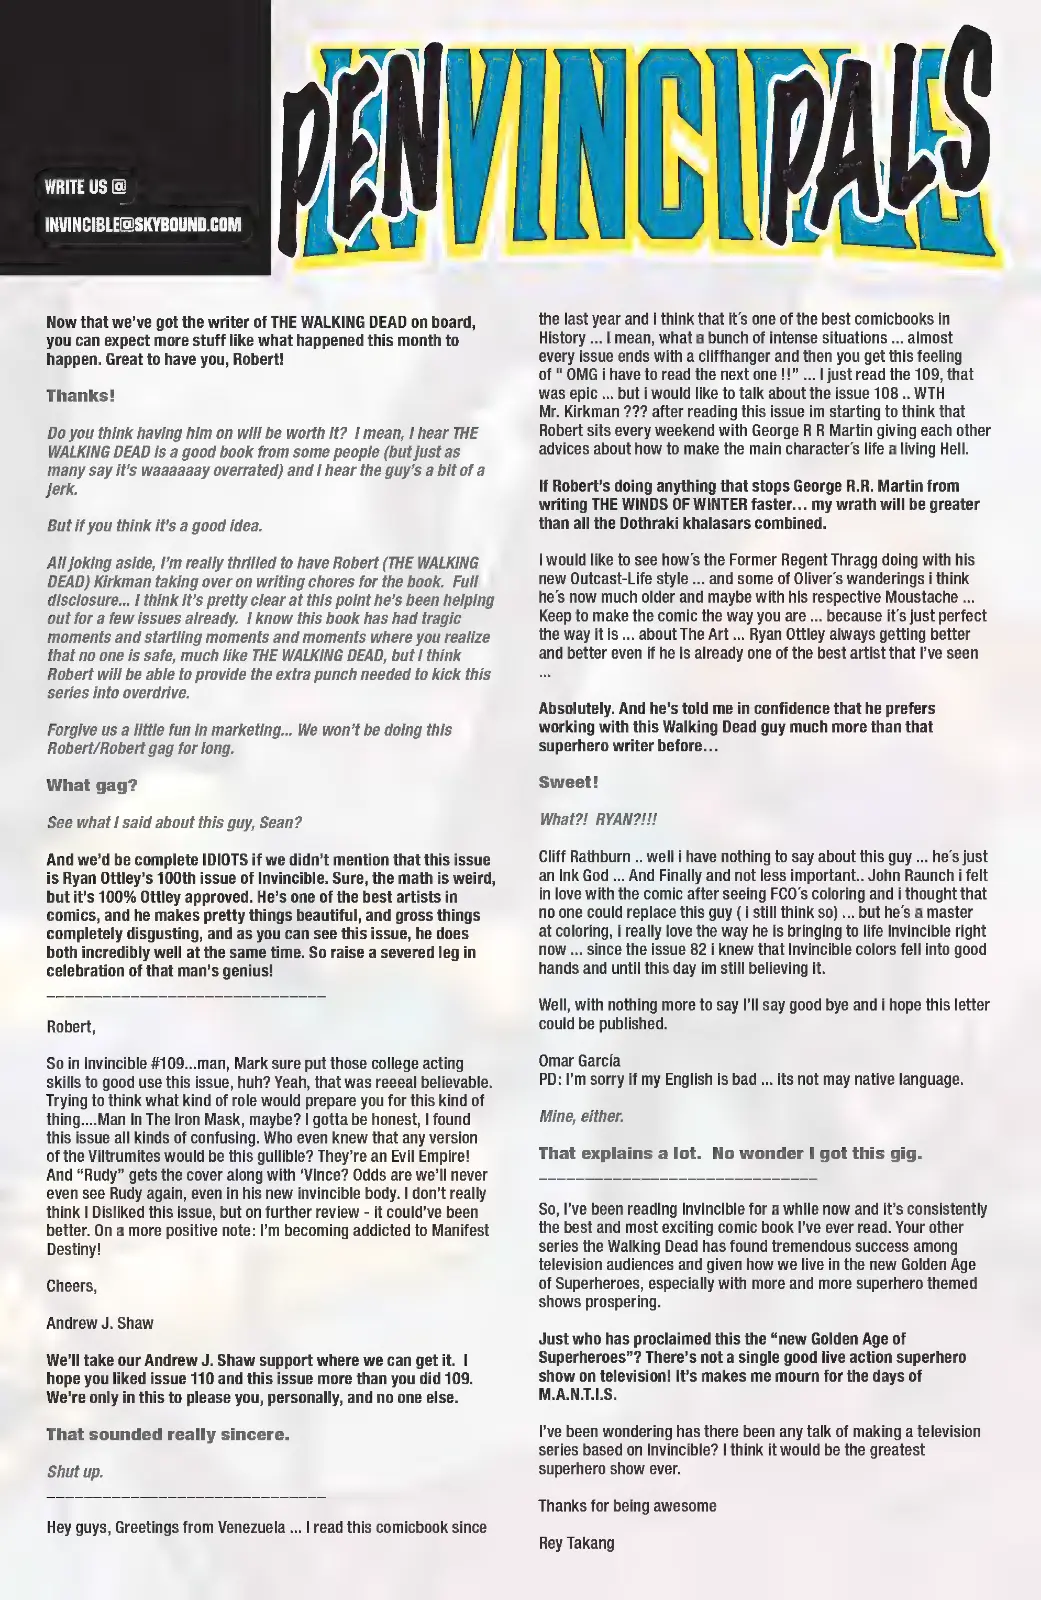 PENVINCIPALS
WRITE US @
INVINCIBLE@SKYBOUND.COM
Now that we've got the writer of THE WALKING DEAD on board,
you can expect more stuff like what happened this month to
happen. Great to have you, Robert!
Thanks!
Do you think having him on will be worth it?  I mean, I hear THE
WALKING DEAD is a good book from some people (but just as
many say it's waaaaaay overrated) and I hear the guy's a bit of a
jerk.
But if you think it's a good idea.
All joking aside, I'm really thrilled to have Robert (THE WALKING
DEAD) Kirkman taking over on writing chores for the book.  Full
disclosure... I think it's pretty clear at this point he's been helping
out for a few issues already.  I know this book has had tragic
moments and startling moments and moments where you realize
that no one is safe, much like THE WALKING DEAD, but I think
Robert will be able to provide the extra punch needed to kick this
series into overdrive.
Forgive us a little fun in marketing... We won't be doing this
Robert/Robert gag for long.
What gag?
See what I said about this guy, Sean?
And we'd be complete IDIOTS if we didn't mention that this issue
is Ryan Ottley's 100th issue of Invincible. Sure, the math is weird,
but it's 100% Ottley approved. He's one of the best artists in
comics, and he makes pretty things beautiful, and gross things
completely disgusting, and as you can see this issue, he does
both incredibly well at the same time. So raise a severed leg in
celebration of that man's genius!
______________________________
Robert,
So in Invincible #109...man, Mark sure put those college acting
skills to good use this issue, huh? Yeah, that was reeeal believable.
Trying to think what kind of role would prepare you for this kind of
thing....Man In The Iron Mask, maybe? I gotta be honest, I found
this issue all kinds of confusing. Who even knew that any version
of the Viltrumites would be this gullible? They're an Evil Empire!
And "Rudy" gets the cover along with 'Vince? Odds are we'll never
even see Rudy again, even in his new invincible body. I don't really
think I Disliked this issue, but on further review - it could've been
better. On a more positive note: I'm becoming addicted to Manifest
Destiny!
Cheers,
Andrew J. Shaw
We'll take our Andrew J. Shaw support where we can get it.  I
hope you liked issue 110 and this issue more than you did 109.
We're only in this to please you, personally, and no one else.
That sounded really sincere.
Shut up.
______________________________
Hey guys, Greetings from Venezuela ... I read this comicbook since
the last year and I think that it´s one of the best comicbooks in
History ... I mean, what a bunch of intense situations ... almost
every issue ends with a cliffhanger and then you get this feeling
of " OMG i have to read the next one !!" ... I just read the 109, that
was epic ... but i would like to talk about the issue 108 .. WTH
Mr. Kirkman ??? after reading this issue im starting to think that
Robert sits every weekend with George R R Martin giving each other
advices about how to make the main character´s life a living Hell.
If Robert's doing anything that stops George R.R. Martin from
writing THE WINDS OF WINTER faster... my wrath will be greater
than all the Dothraki khalasars combined.
I would like to see how´s the Former Regent Thragg doing with his
new Outcast-Life style ... and some of Oliver´s wanderings i think
he´s now much older and maybe with his respective Moustache ...
Keep to make the comic the way you are ... because it´s just perfect
the way it is ... about The Art ... Ryan Ottley always getting better
and better even if he is already one of the best artist that I've seen
...
Absolutely. And he's told me in confidence that he prefers
working with this Walking Dead guy much more than that
superhero writer before...
Sweet!
What?!  RYAN?!!!
Cliff Rathburn .. well i have nothing to say about this guy ... he´s just
an Ink God ... And Finally and not less important.. John Raunch i felt
in love with the comic after seeing FCO´s coloring and i thought that
no one could replace this guy ( i still think so) ... but he´s a master
at coloring, i really love the way he is bringing to life Invincible right
now ... since the issue 82 i knew that Invincible colors fell into good
hands and until this day im still believing it.
Well, with nothing more to say I'll say good bye and i hope this letter
could be published.
Omar García
PD: I'm sorry if my English is bad ... its not may native language.
Mine, either.
That explains a lot.  No wonder I got this gig.
______________________________
So, I've been reading Invincible for a while now and it's consistently
the best and most exciting comic book I've ever read. Your other
series the Walking Dead has found tremendous success among
television audiences and given how we live in the new Golden Age
of Superheroes, especially with more and more superhero themed
shows prospering.
Just who has proclaimed this the "new Golden Age of
Superheroes"? There's not a single good live action superhero
show on television! It's makes me mourn for the days of
M.A.N.T.I.S.
I've been wondering has there been any talk of making a television
series based on Invincible? I think it would be the greatest
superhero show ever.
Thanks for being awesome
Rey Takang